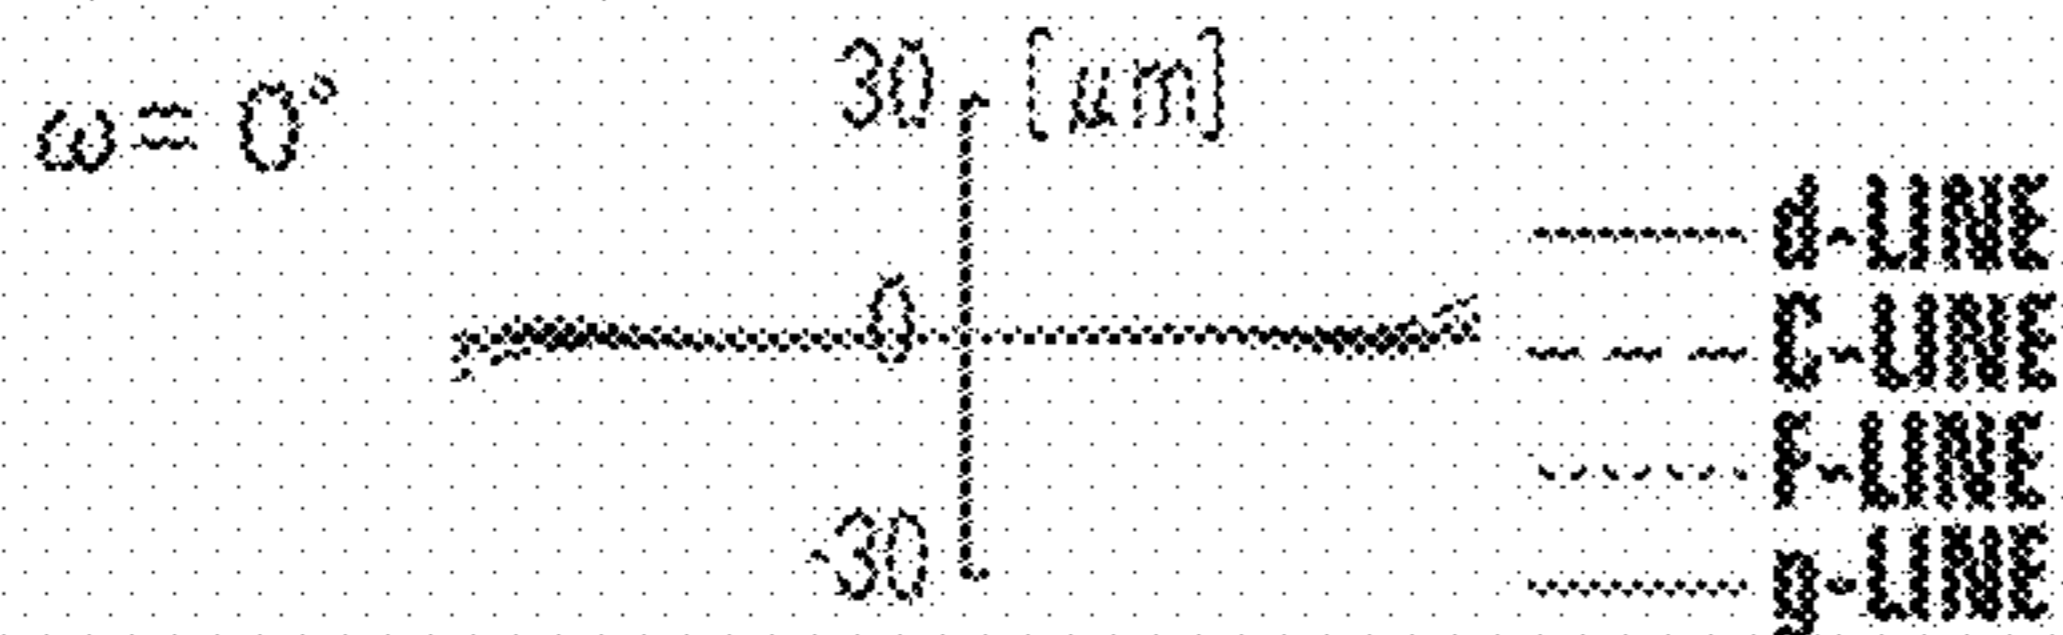 ω = 0°
30 [μm]
0
-30
d-LINE
C-LINE
F-LINE
g-LINE